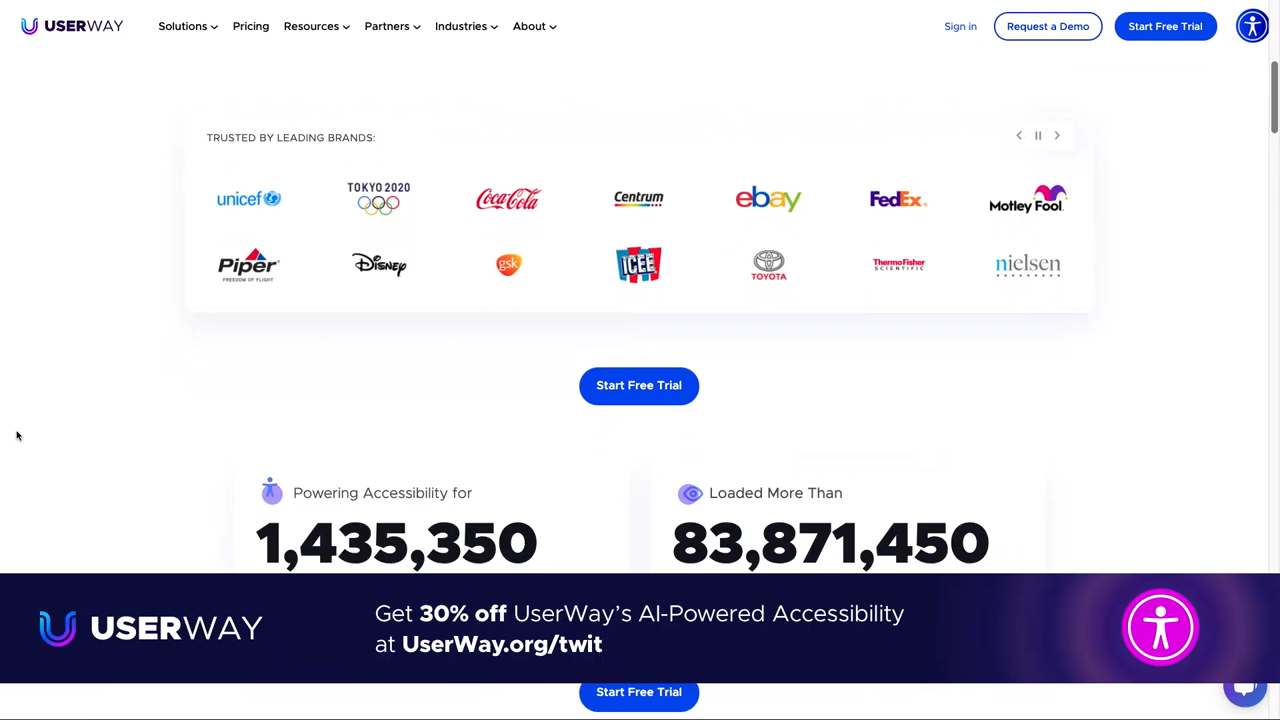 USERWAY
Solutions
Pricing
Resources
Partners
Industries
About
Sign in
Request a Demo
Start Free Trial
TRUSTED BY LEADING BRANDS:
unicef
TOKYO 2020
Coca-Cola
Centrum
ebay
FedEx
Motley Fool
Piper
FREEDOM OF FLIGHT
Disney
gsk
ICEE
TOYOTA
ThermoFisher
SCIENTIFIC
nielsen
Start Free Trial
Powering Accessibility for
1,435,350
Loaded More Than
83,871,450
USERWAY
Get 30% off UserWay’s AI-Powered Accessibility
at UserWay.org/twit
Start Free Trial